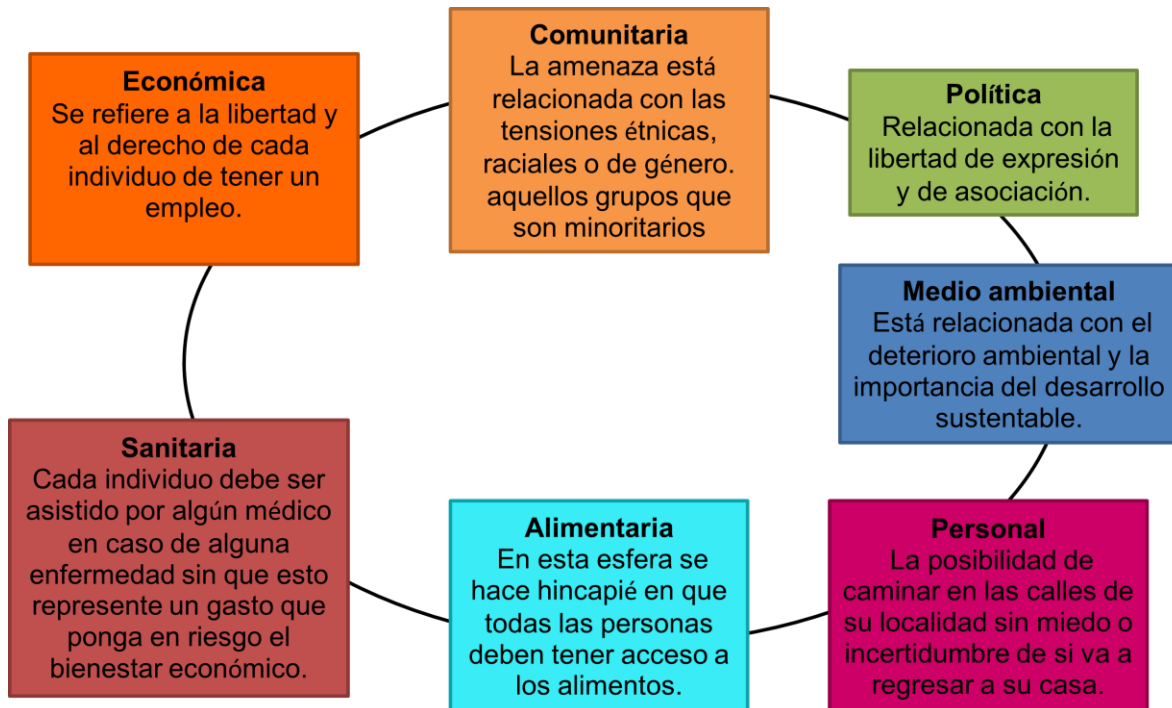 Económica
Se refiere a la libertad y
al derecho de cada
individuo de tener un
empleo.
Comunitaria
La amenaza está
relacionada con las
tensiones étnicas,
raciales o de género.
aquellos grupos que
son minoritarios
Política
Relacionada con la
libertad de expresión
y de asociación.
Medio ambiental
Está relacionada con el
deterioro ambiental y la
importancia del desarrollo
sustentable.
Personal
La posibilidad de
caminar en las calles de
su localidad sin miedo o
incertidumbre de si va a
regresar a su casa.
Alimentaria
En esta esfera se
hace hincapié en que
todas las personas
deben tener acceso a
los alimentos.
Sanitaria
Cada individuo debe ser
asistido por algún médico
en caso de alguna
enfermedad sin que esto
represente un gasto que
ponga en riesgo el
bienestar económico.